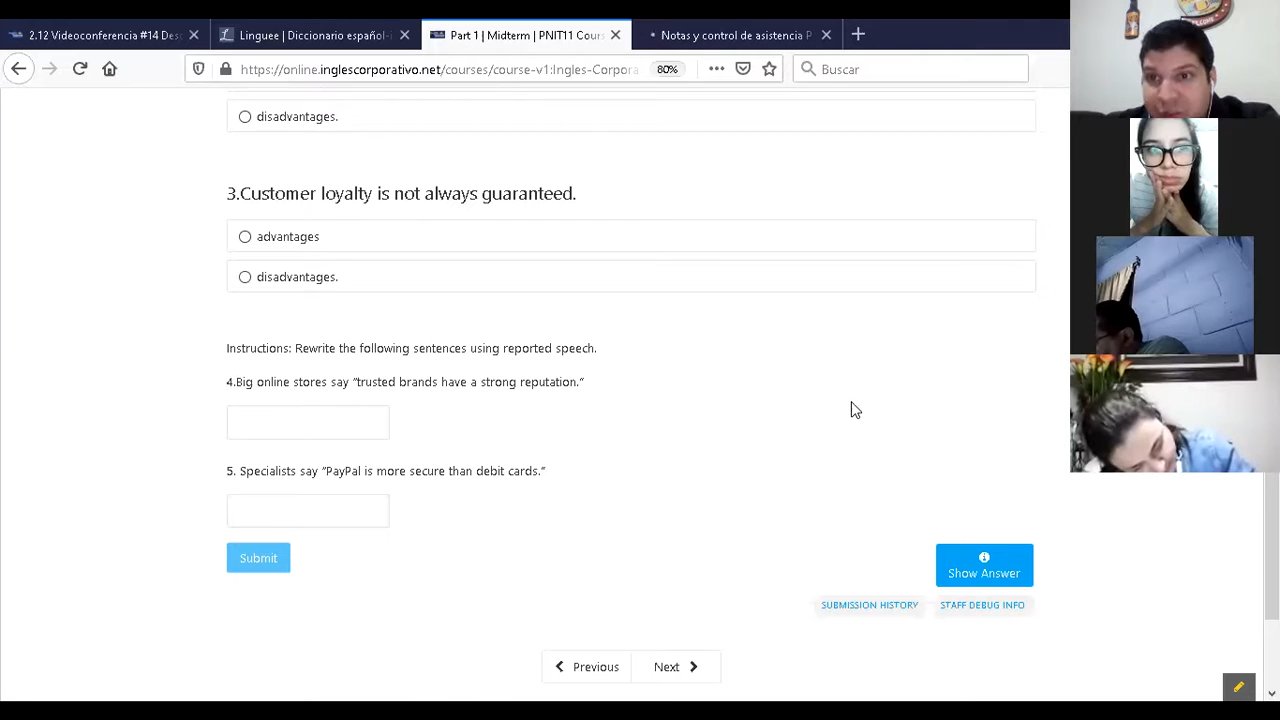 2.12 Videoconferencia #14 Des
Linguee | Diccionario español-
Part 1 | Midterm | PNIT11 Cours
Notas y control de asistencia P
https://online.inglescorporativo.net/courses/course-v1:Ingles-Corpora
80%
Buscar
disadvantages.
3.Customer loyalty is not always guaranteed.
advantages
disadvantages.
Instructions: Rewrite the following sentences using reported speech.
4.Big online stores say “trusted brands have a strong reputation.”
5. Specialists say “PayPal is more secure than debit cards.”
Submit
Show Answer
SUBMISSION HISTORY
STAFF DEBUG INFO
Previous
Next